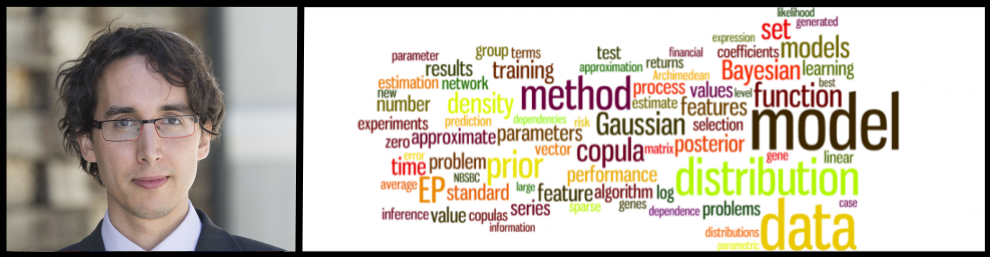 likelihood
set generated
expression
coefficients models
parameter group terms test financial
results approximation returns Bayesian learning
estimation network training Archimedean
new
number density method process values level function best
prediction dependencies risk estimate features model
experiments Gaussian selection
zero approximate parameters
vector copula matrix posterior
error gene linear
time problem prior performance distribution
NBSBC
average EP standard large feature algorithm log case
sparse genes
inference value copulas series dependence problems
information distributions data
parametric